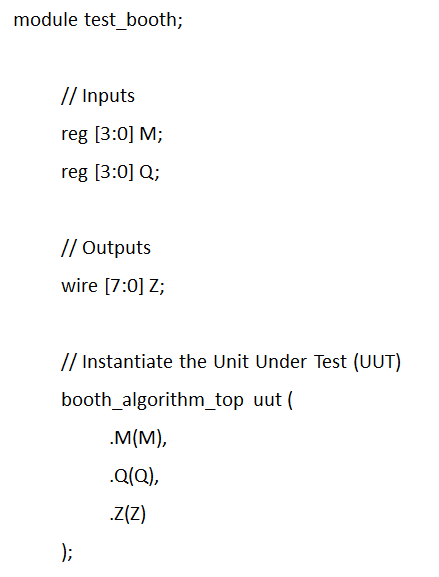 module test_booth;
// Inputs
reg [3:0] M;
reg [3:0] Q;
// Outputs
wire [7:0] Z;
// Instantiate the Unit Under Test (UUT)
booth_algorithm_top uut (
.M(M),
.Q(Q),
.Z(Z)
);